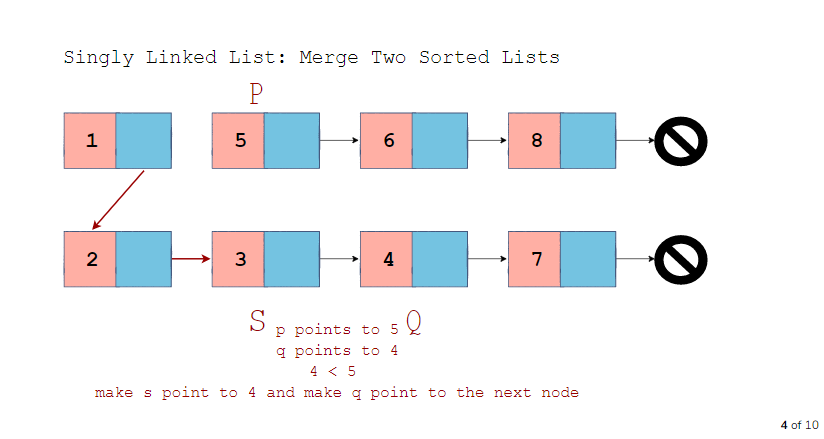 Singly Linked List: Merge Two Sorted Lists
P
1 5 6 8
2 3 4 7
S p points to 5 Q
q points to 4
4 < 5
make s point to 4 and make q point to the next node
4 of 10